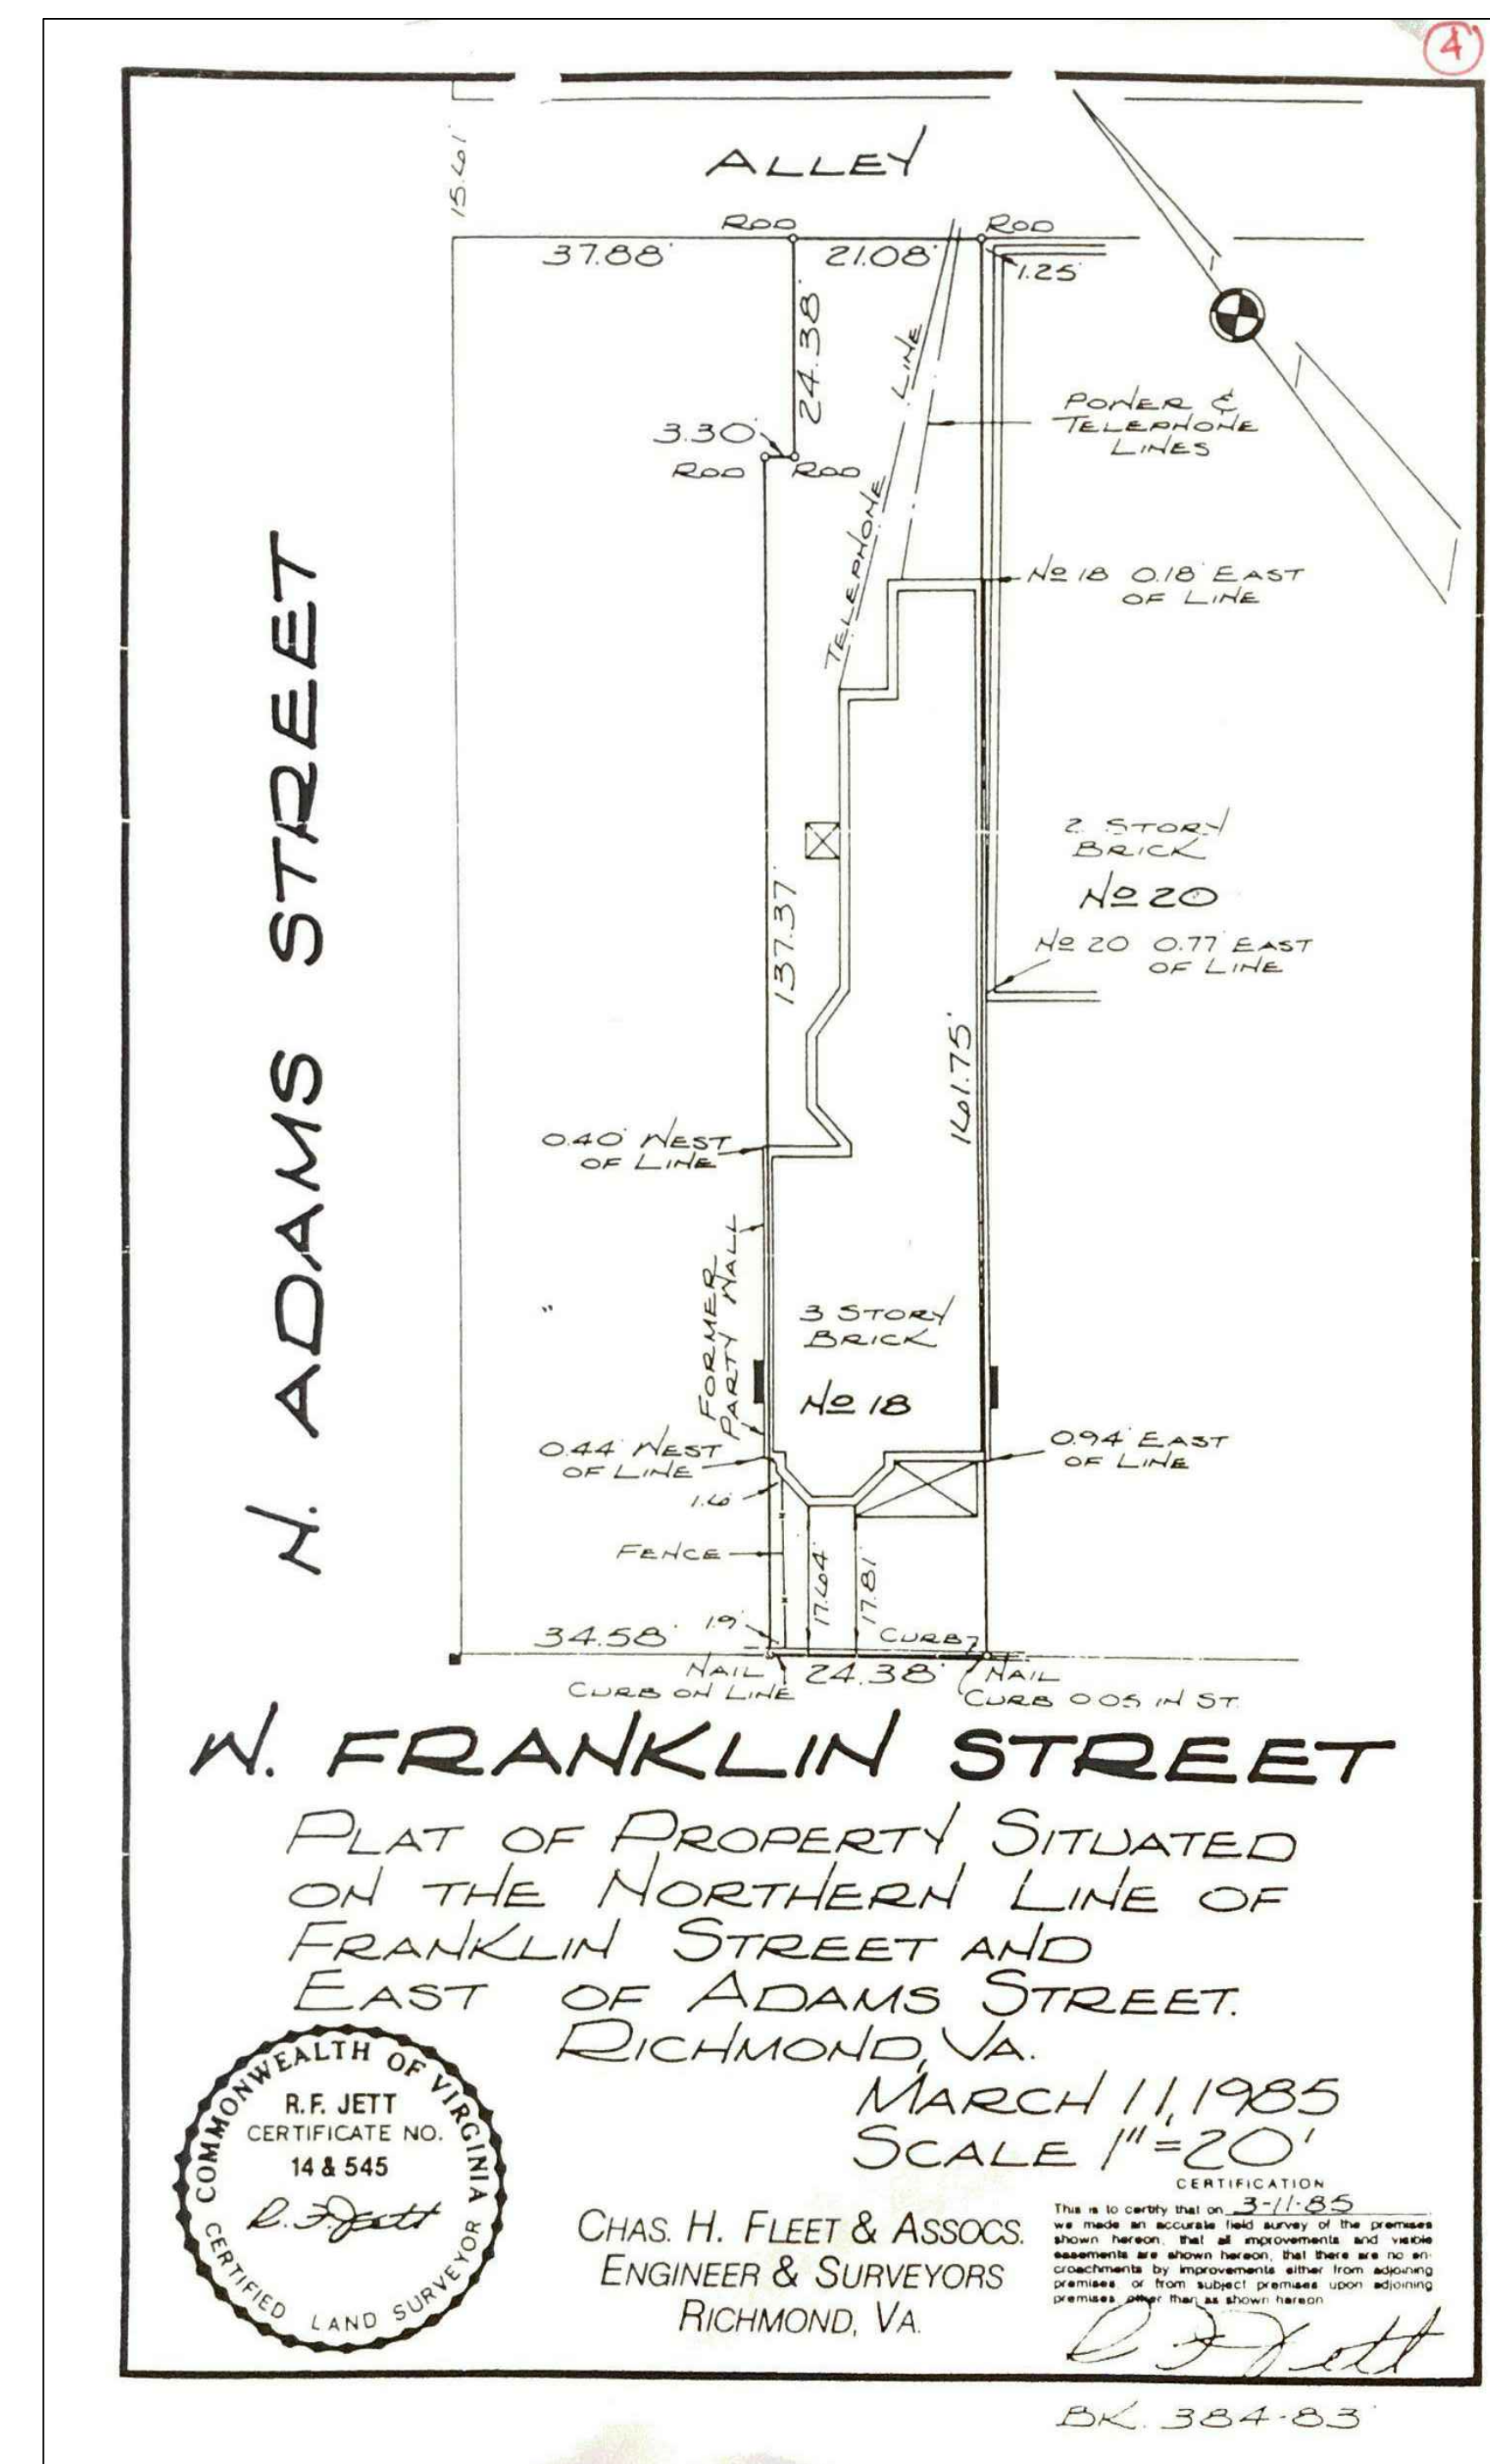 4
15.61'
ALLEY
ROD
ROD
37.88'
21.08'
1.25'
24.38'
LINE
TELEPHONE
POWER &
TELEPHONE
LINES
3.30'
ROD
ROD
No 18 0.18' EAST
OF LINE
N. ADAMS STREET
137.37'
2 STORY
BRICK
No 20
No 20 0.77' EAST
OF LINE
161.75'
0.40' WEST
OF LINE
FORMER
PARTY WALL
3 STORY
BRICK
No 18
0.44' WEST
OF LINE
0.94' EAST
OF LINE
1.6'
FENCE
17.64'
17.81'
34.58'
1.9'
CURB
NAIL
CURB ON LINE
24.38'
NAIL
CURB 0.05 IN ST.
W. FRANKLIN STREET
PLAT OF PROPERTY SITUATED
ON THE NORTHERN LINE OF
FRANKLIN STREET AND
EAST OF ADAMS STREET.
RICHMOND, VA.
MARCH 11, 1985
SCALE 1"=20'
COMMONWEALTH OF VIRGINIA
R.F. JETT
CERTIFICATE NO.
14 & 545
R. F. Jett
CERTIFIED LAND SURVEYOR
CHAS. H. FLEET & ASSOCS.
ENGINEER & SURVEYORS
RICHMOND, VA.
CERTIFICATION
This is to certify that on 3-11-85
we made an accurate field survey of the premises
shown hereon, that all improvements and visible
easements are shown hereon, that there are no en-
croachments by improvements either from adjoining
premises, or from subject premises upon adjoining
premises, other than as shown hereon
R F Jett
BK. 384-83